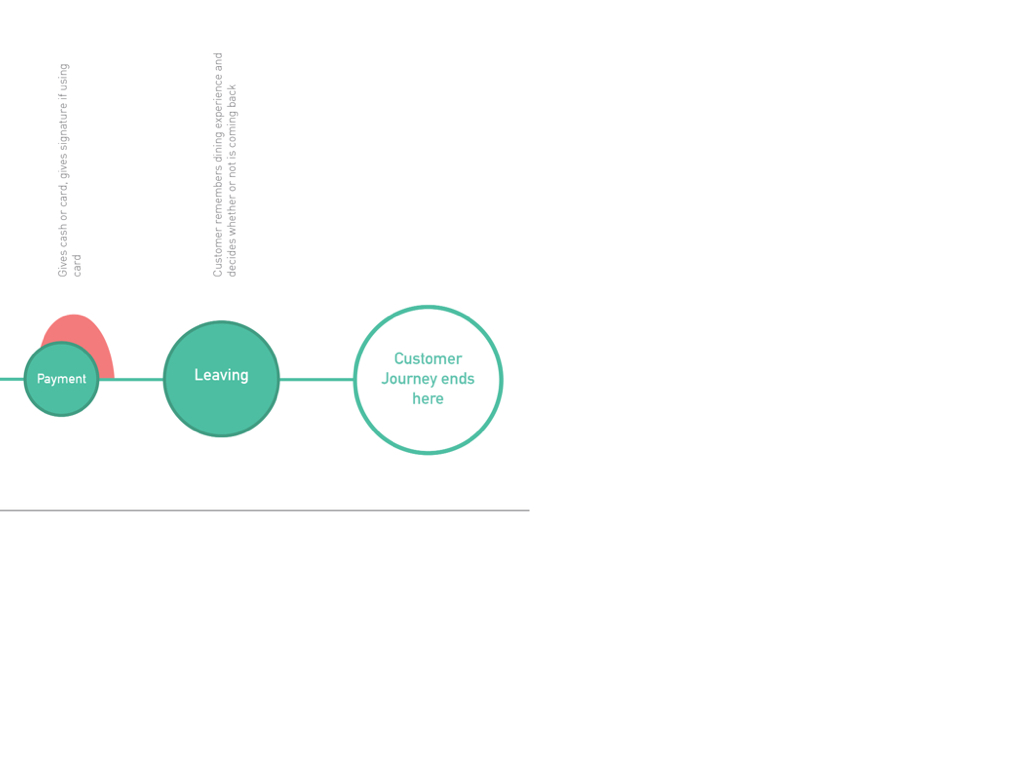 Gives cash or card, gives signature if using
card
Customer remembers dining experience and
decides whether or not is coming back
Payment
Leaving
Customer
Journey ends
here